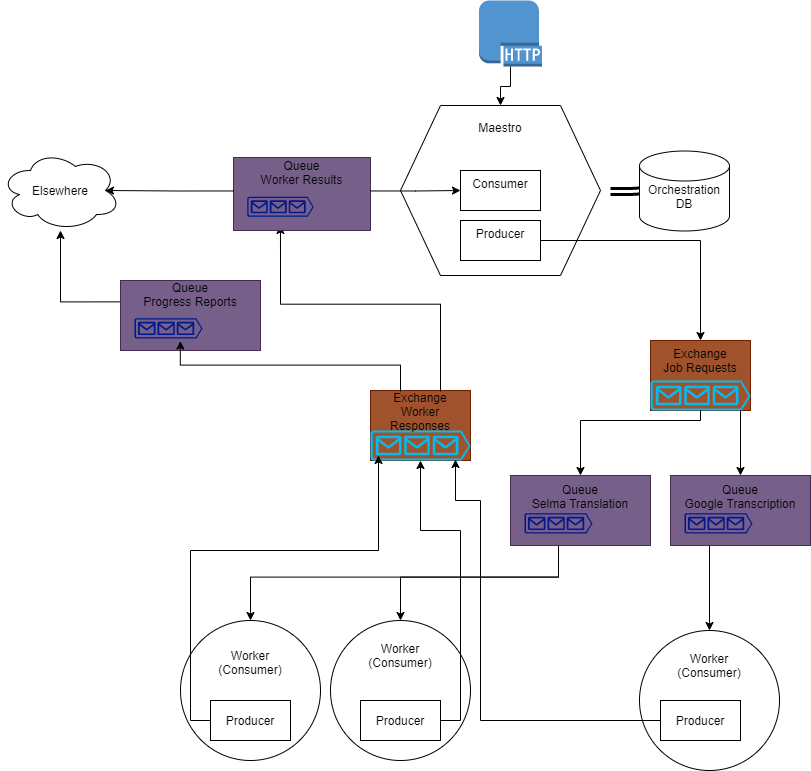 HTTP
Maestro
Queue
Worker Results
Consumer
Elsewhere
Orchestration
DB
Producer
Queue
Progress Reports
Exchange
Job Requests
Exchange
Worker
Responses
Queue
Selma Translation
Queue
Google Transcription
Worker
(Consumer)
Producer
Worker
(Consumer)
Producer
Worker
(Consumer)
Producer